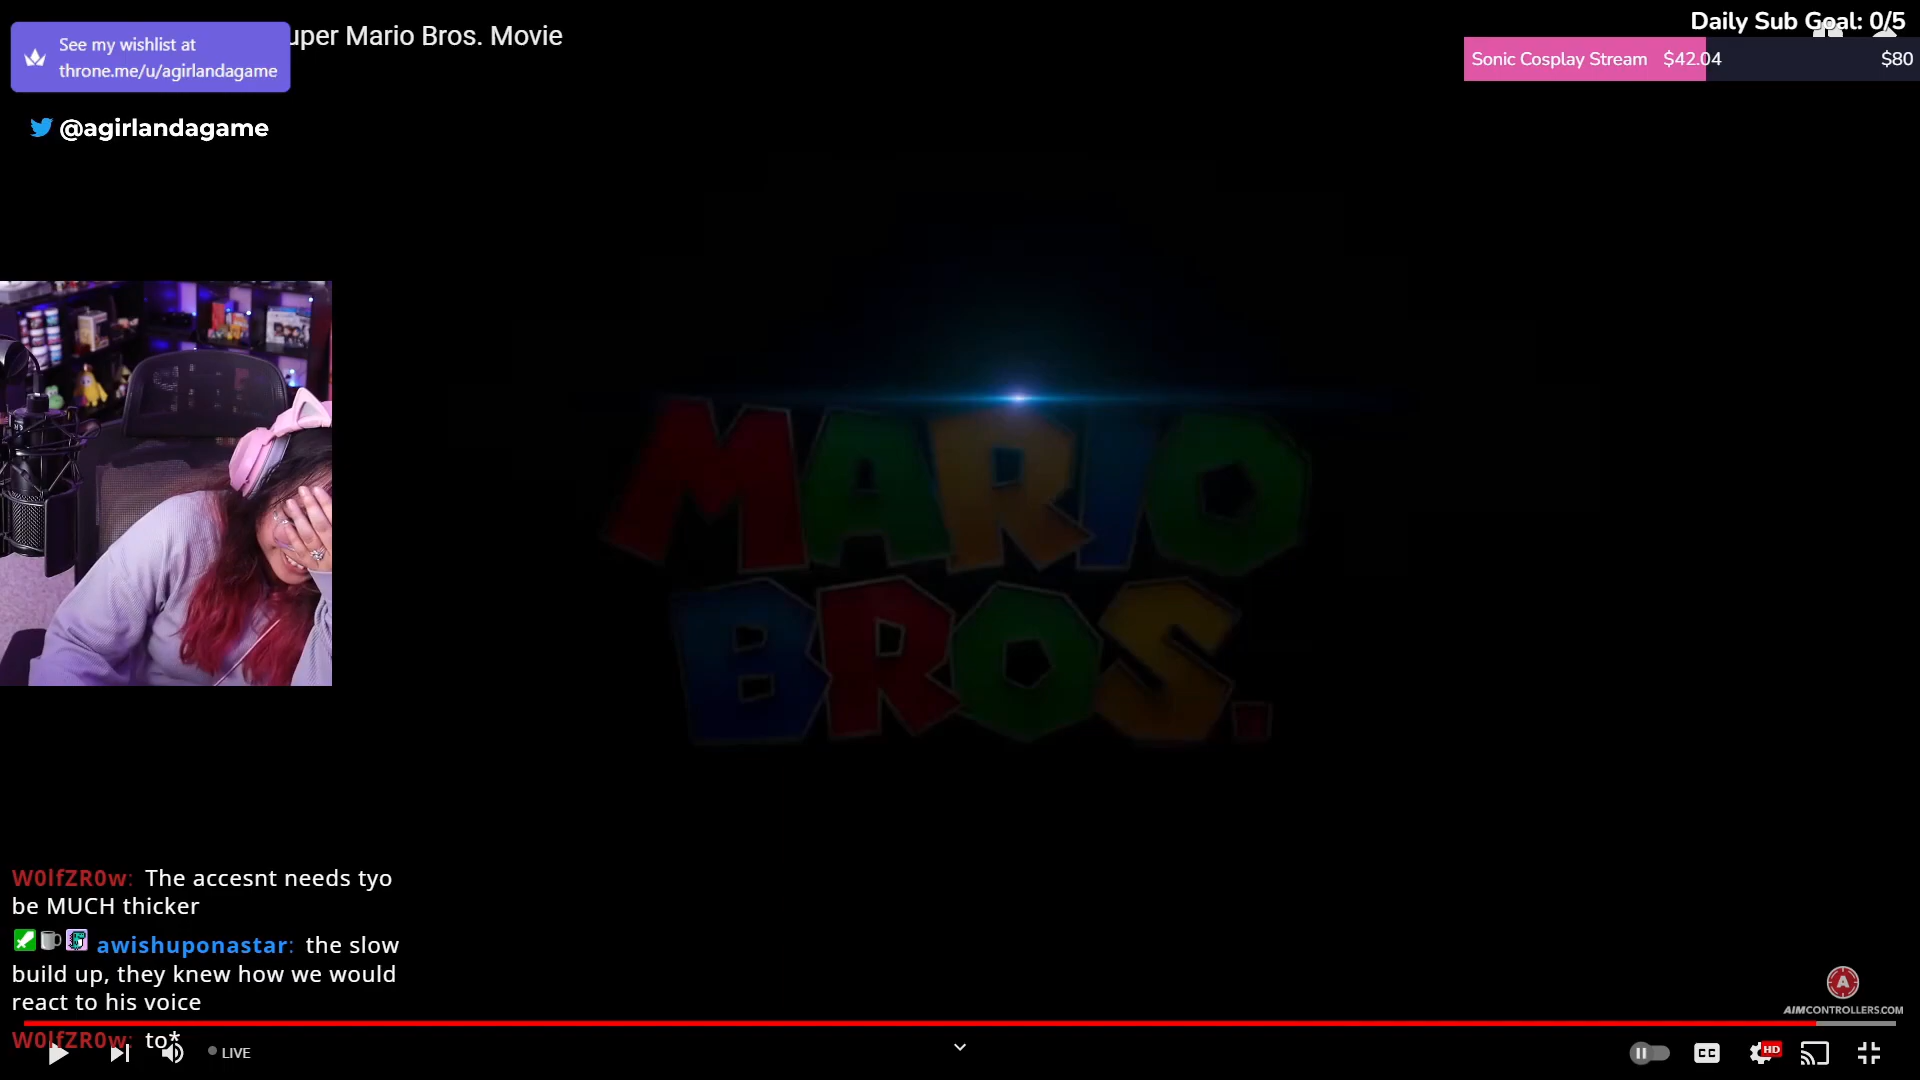 Daily Sub Goal: 0/5
See my wishlist at
throne.me/u/agirlandagame
uper Mario Bros. Movie
Sonic Cosplay Stream $42.04 $80
@agirlandagame
MARIO
BROS.
W0lfZR0w: The accesnt needs tyo
be MUCH thicker
awishuponastar: the slow
build up, they knew how we would
react to his voice
W0lfZR0w: to*
A
AIMCONTROLLERS.COM
LIVE
CC
HD